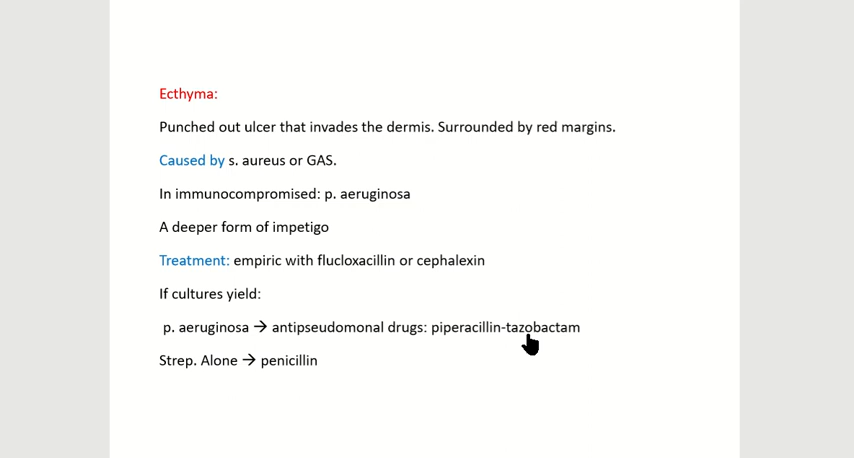 Ecthyma:
Punched out ulcer that invades the dermis. Surrounded by red margins.
Caused by s. aureus or GAS.
In immunocompromised: p. aeruginosa
A deeper form of impetigo
Treatment: empiric with flucloxacillin or cephalexin
If cultures yield:
p. aeruginosa → antipseudomonal drugs: piperacillin-tazobactam
Strep. Alone → penicillin